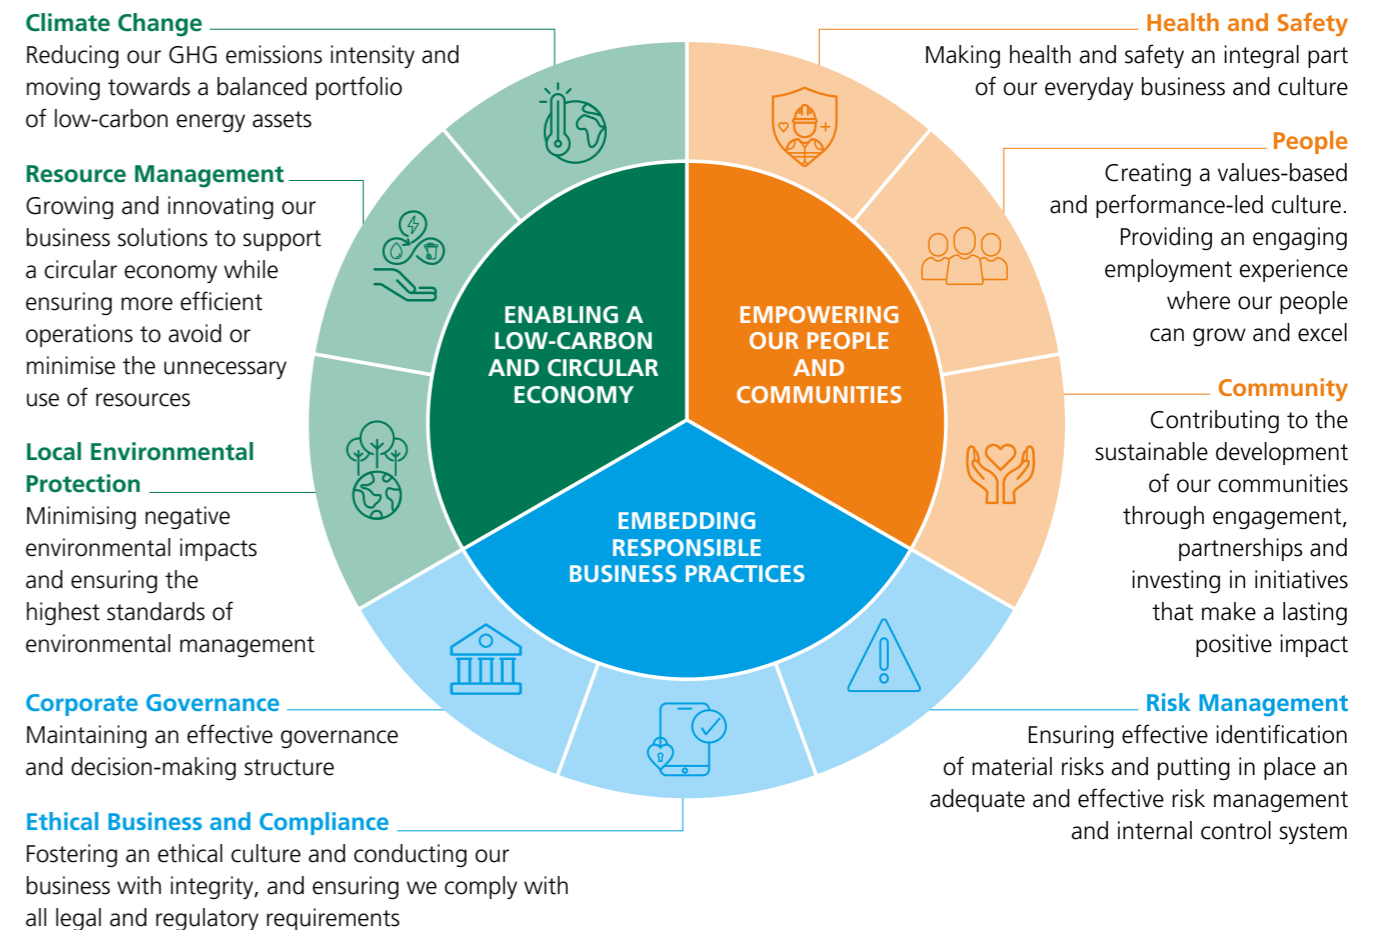 Climate Change
Reducing our GHG emissions intensity and
moving towards a balanced portfolio
of low-carbon energy assets
Resource Management
Growing and innovating our
business solutions to support
a circular economy while
ensuring more efficient
operations to avoid or
minimise the unnecessary
use of resources
Local Environmental
Protection
Minimising negative
environmental impacts
and ensuring the
highest standards of
environmental management
Corporate Governance
Maintaining an effective governance
and decision-making structure
Ethical Business and Compliance
Fostering an ethical culture and conducting our
business with integrity, and ensuring we comply with
all legal and regulatory requirements
ENABLING A
LOW-CARBON
AND CIRCULAR
ECONOMY
EMPOWERING
OUR PEOPLE
AND
COMMUNITIES
EMBEDDING
RESPONSIBLE
BUSINESS PRACTICES
Health and Safety
Making health and safety an integral part
of our everyday business and culture
People
Creating a values-based
and performance-led culture.
Providing an engaging
employment experience
where our people
can grow and excel
Community
Contributing to the
sustainable development
of our communities
through engagement,
partnerships and
investing in initiatives
that make a lasting
positive impact
Risk Management
Ensuring effective identification
of material risks and putting in place an
adequate and effective risk management
and internal control system